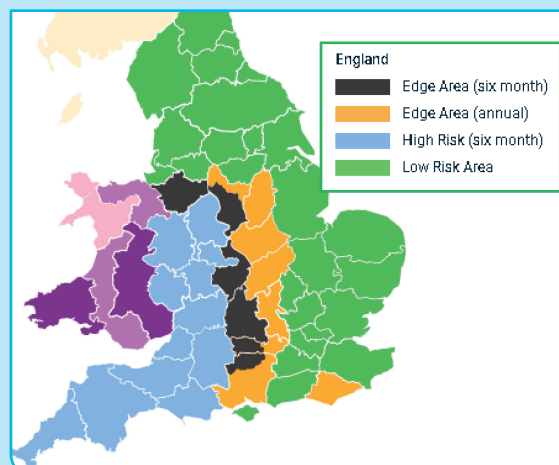 England
Edge Area (six month)
Edge Area (annual)
High Risk (six month)
Low Risk Area